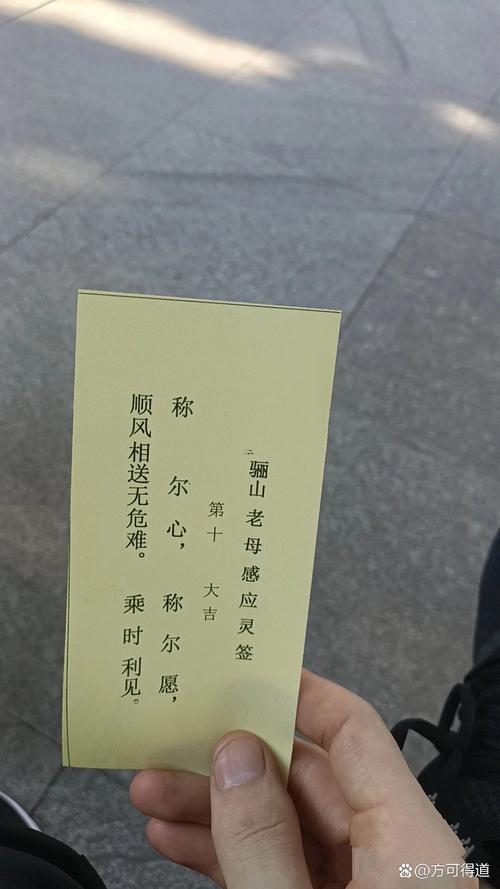 骊山老母感应灵签
第十 大吉
称尔心，称尔愿，
顺风相送无危难。乘时利见。
@方可得道